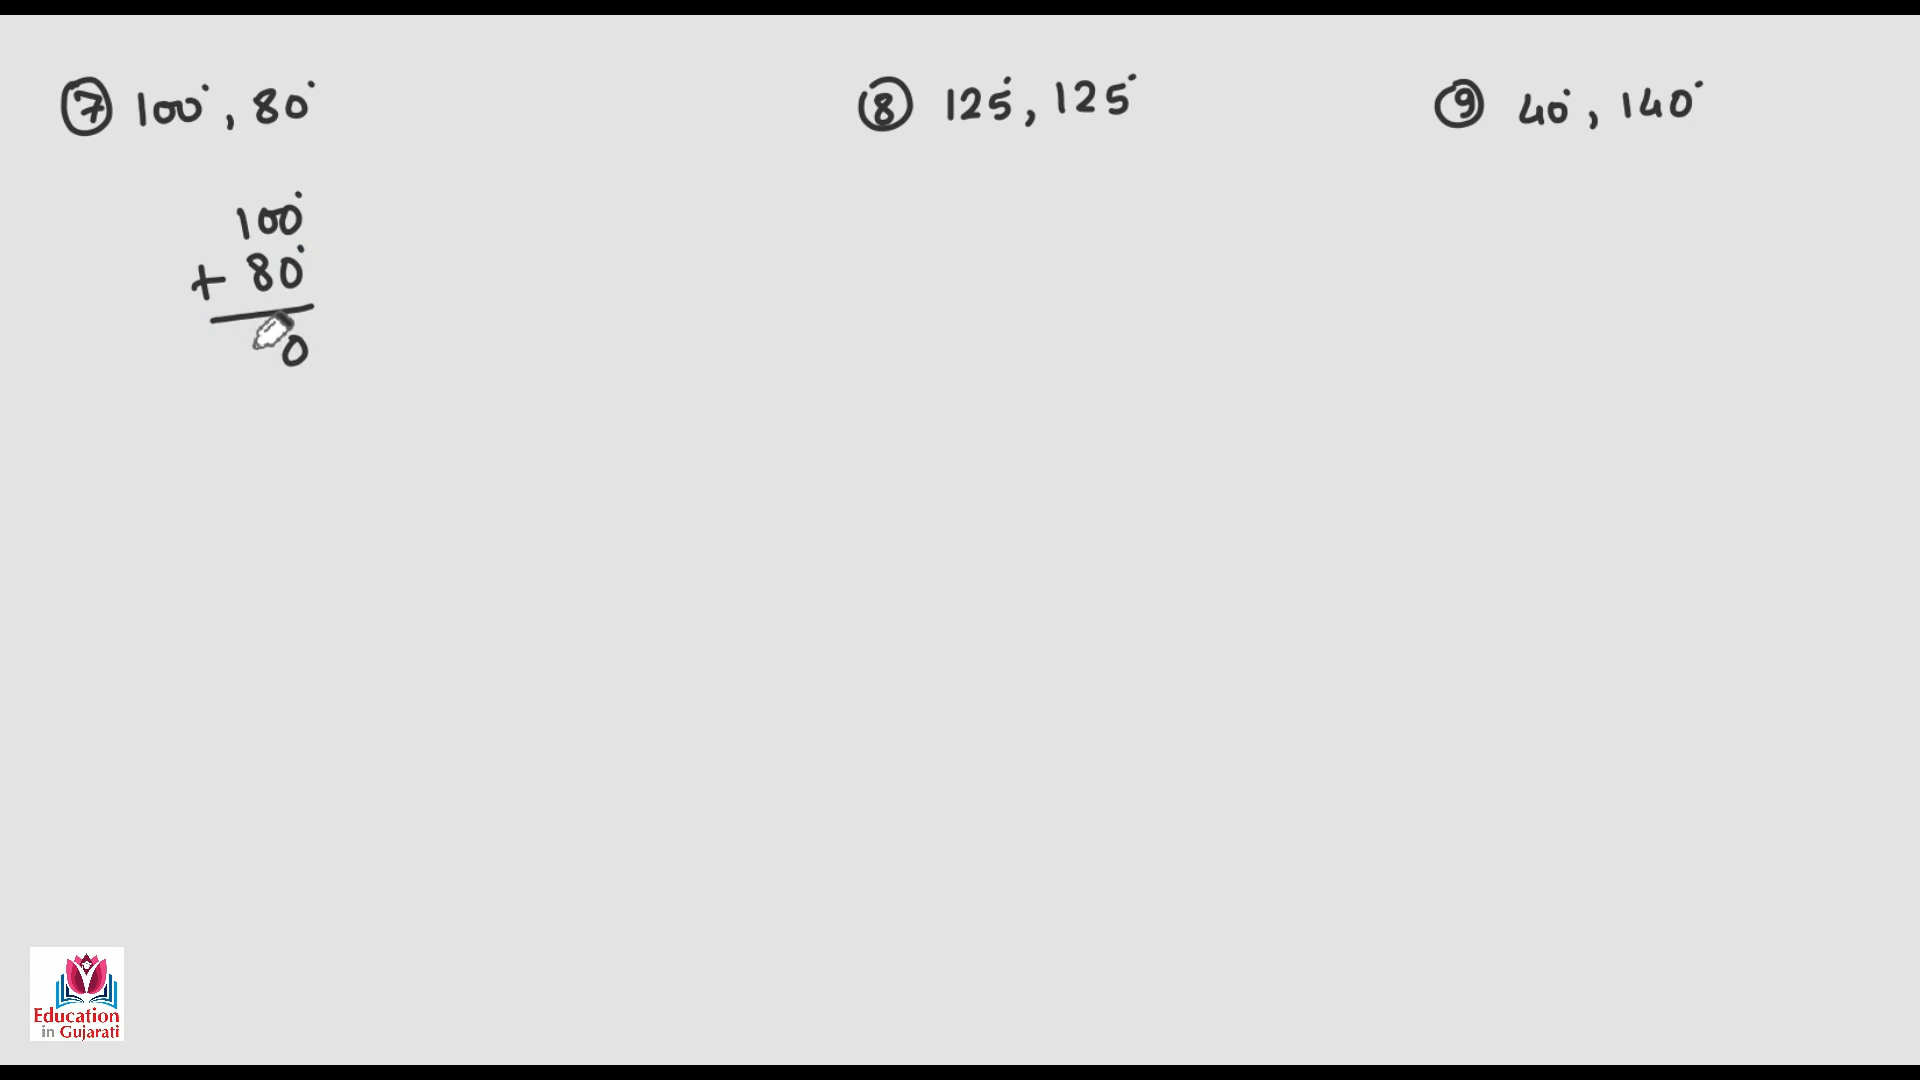 ⑦ 100°, 80°
⑧ 125°, 125°
⑨ 40°, 140°
100°
+ 80°
0
Education
in Gujarati